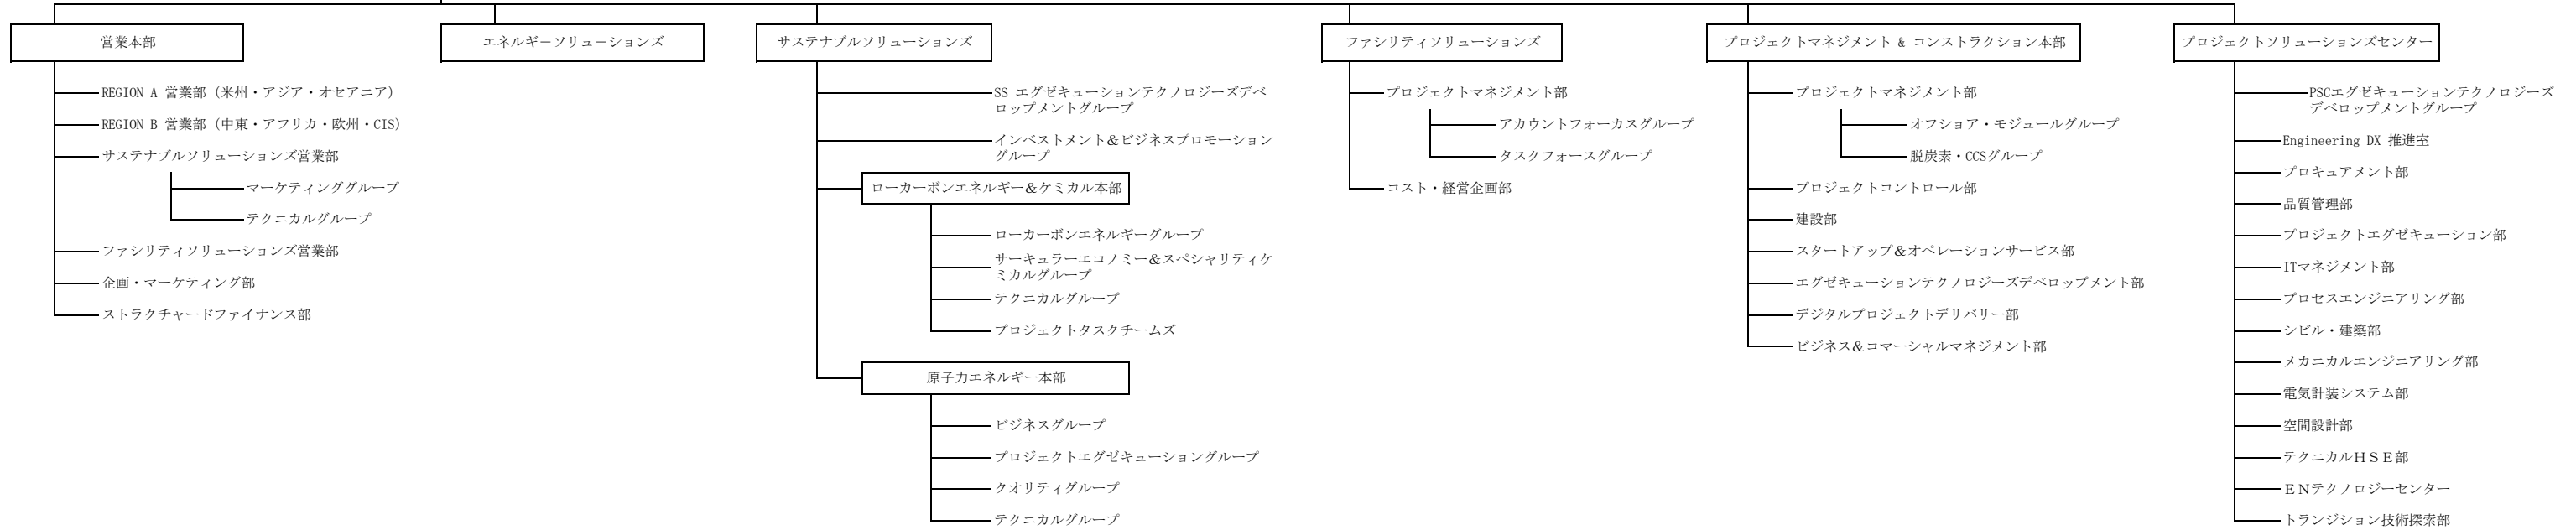 営業本部
REGION A 営業部（米州・アジア・オセアニア）
REGION B 営業部（中東・アフリカ・欧州・CIS）
サステナブルソリューションズ営業部
マーケティンググループ
テクニカルグループ
ファシリティソリューションズ営業部
企画・マーケティング部
ストラクチャードファイナンス部
エネルギ－ソリュ－ションズ
サステナブルソリューションズ
SS エグゼキューションテクノロジーズデベ
ロップメントグループ
インベストメント＆ビジネスプロモーション
グループ
ローカーボンエネルギー＆ケミカル本部
ローカーボンエネルギーグループ
サーキュラーエコノミー＆スペシャリティケ
ミカルグループ
テクニカルグループ
プロジェクトタスクチームズ
原子力エネルギー本部
ビジネスグループ
プロジェクトエグゼキューショングループ
クオリティグループ
テクニカルグループ
ファシリティソリューションズ
プロジェクトマネジメント部
アカウントフォーカスグループ
タスクフォースグループ
コスト・経営企画部
プロジェクトマネジメント & コンストラクション本部
プロジェクトマネジメント部
オフショア・モジュールグループ
脱炭素・CCSグループ
プロジェクトコントロール部
建設部
スタートアップ＆オペレーションサービス部
エグゼキューションテクノロジーズデベロップメント部
デジタルプロジェクトデリバリー部
ビジネス＆コマーシャルマネジメント部
プロジェクトソリューションズセンター
PSCエグゼキューションテクノロジーズ
デベロップメントグループ
Engineering DX 推進室
プロキュアメント部
品質管理部
プロジェクトエグゼキューション部
ITマネジメント部
プロセスエンジニアリング部
シビル・建築部
メカニカルエンジニアリング部
電気計装システム部
空間設計部
テクニカルＨＳＥ部
ＥＮテクノロジーセンター
トランジション技術探索部